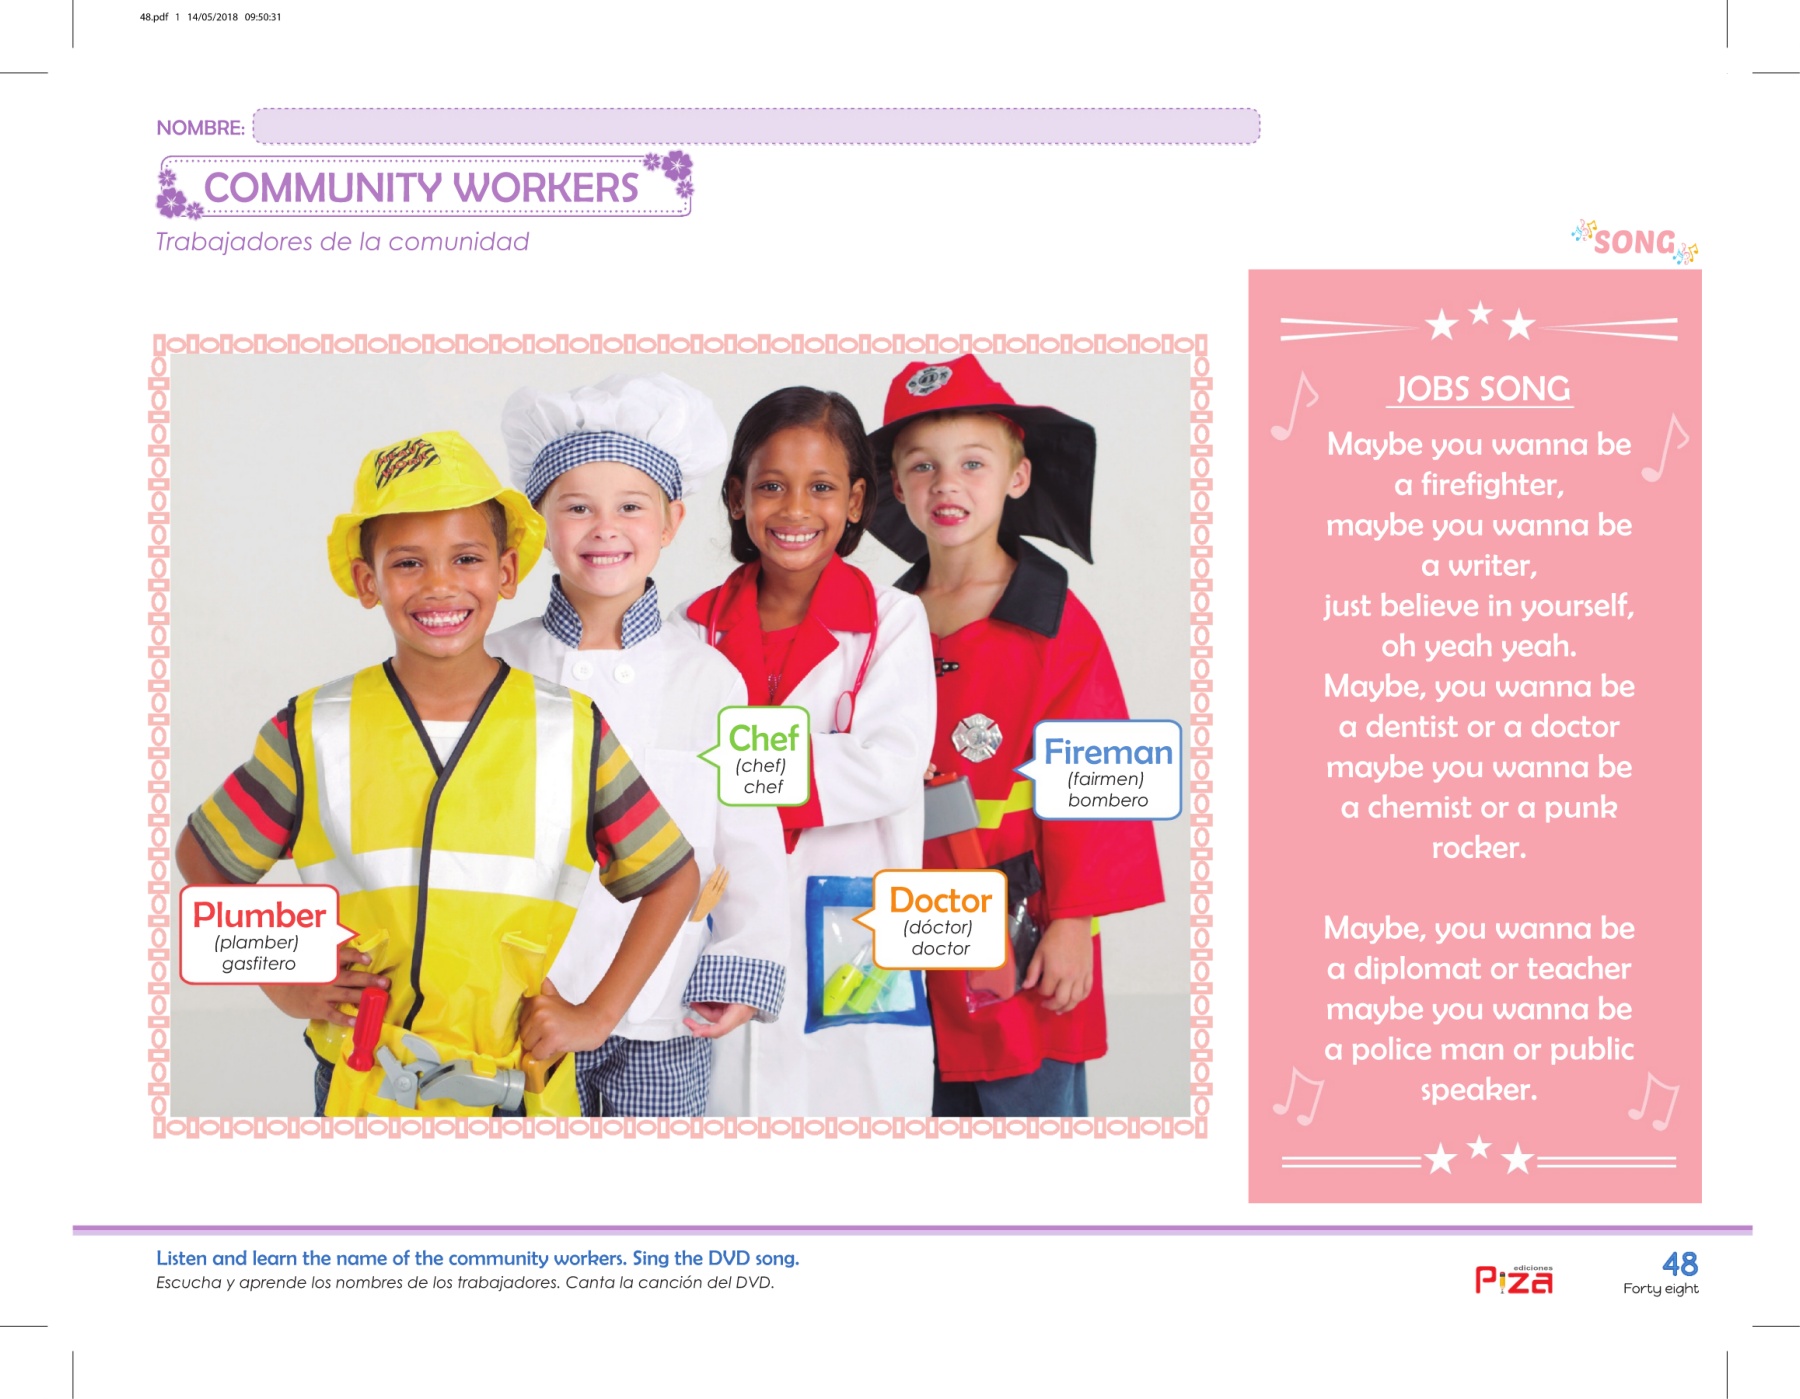 48.pdf 1 14/05/2018 09:50:31
NOMBRE:
COMMUNITY WORKERS
Trabajadores de la comunidad
SONG
Plumber
(plamber)
gasfitero
Chef
(chef)
chef
Doctor
(dóctor)
doctor
Fireman
(fairmen)
bombero
JOBS SONG
Maybe you wanna be
a firefighter,
maybe you wanna be
a writer,
just believe in yourself,
oh yeah yeah.
Maybe, you wanna be
a dentist or a doctor
maybe you wanna be
a chemist or a punk
rocker.
Maybe, you wanna be
a diplomat or teacher
maybe you wanna be
a police man or public
speaker.
Listen and learn the name of the community workers. Sing the DVD song.
Escucha y aprende los nombres de los trabajadores. Canta la canción del DVD.
ediciones
Piza
48
Forty eight